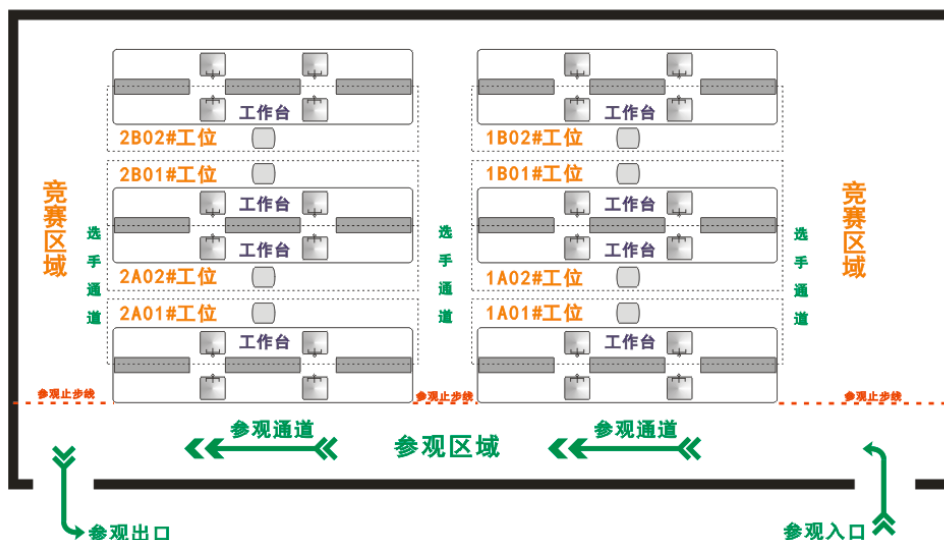 工作台
工作台
2B02#工位
1B02#工位
2B01#工位
1B01#工位
竞赛区域
竞赛区域
工作台
工作台
选手通道
选手通道
选手通道
工作台
工作台
2A02#工位
1A02#工位
2A01#工位
1A01#工位
工作台
工作台
参观止步线
参观止步线
参观止步线
参观通道
参观区域
参观通道
参观出口
参观入口